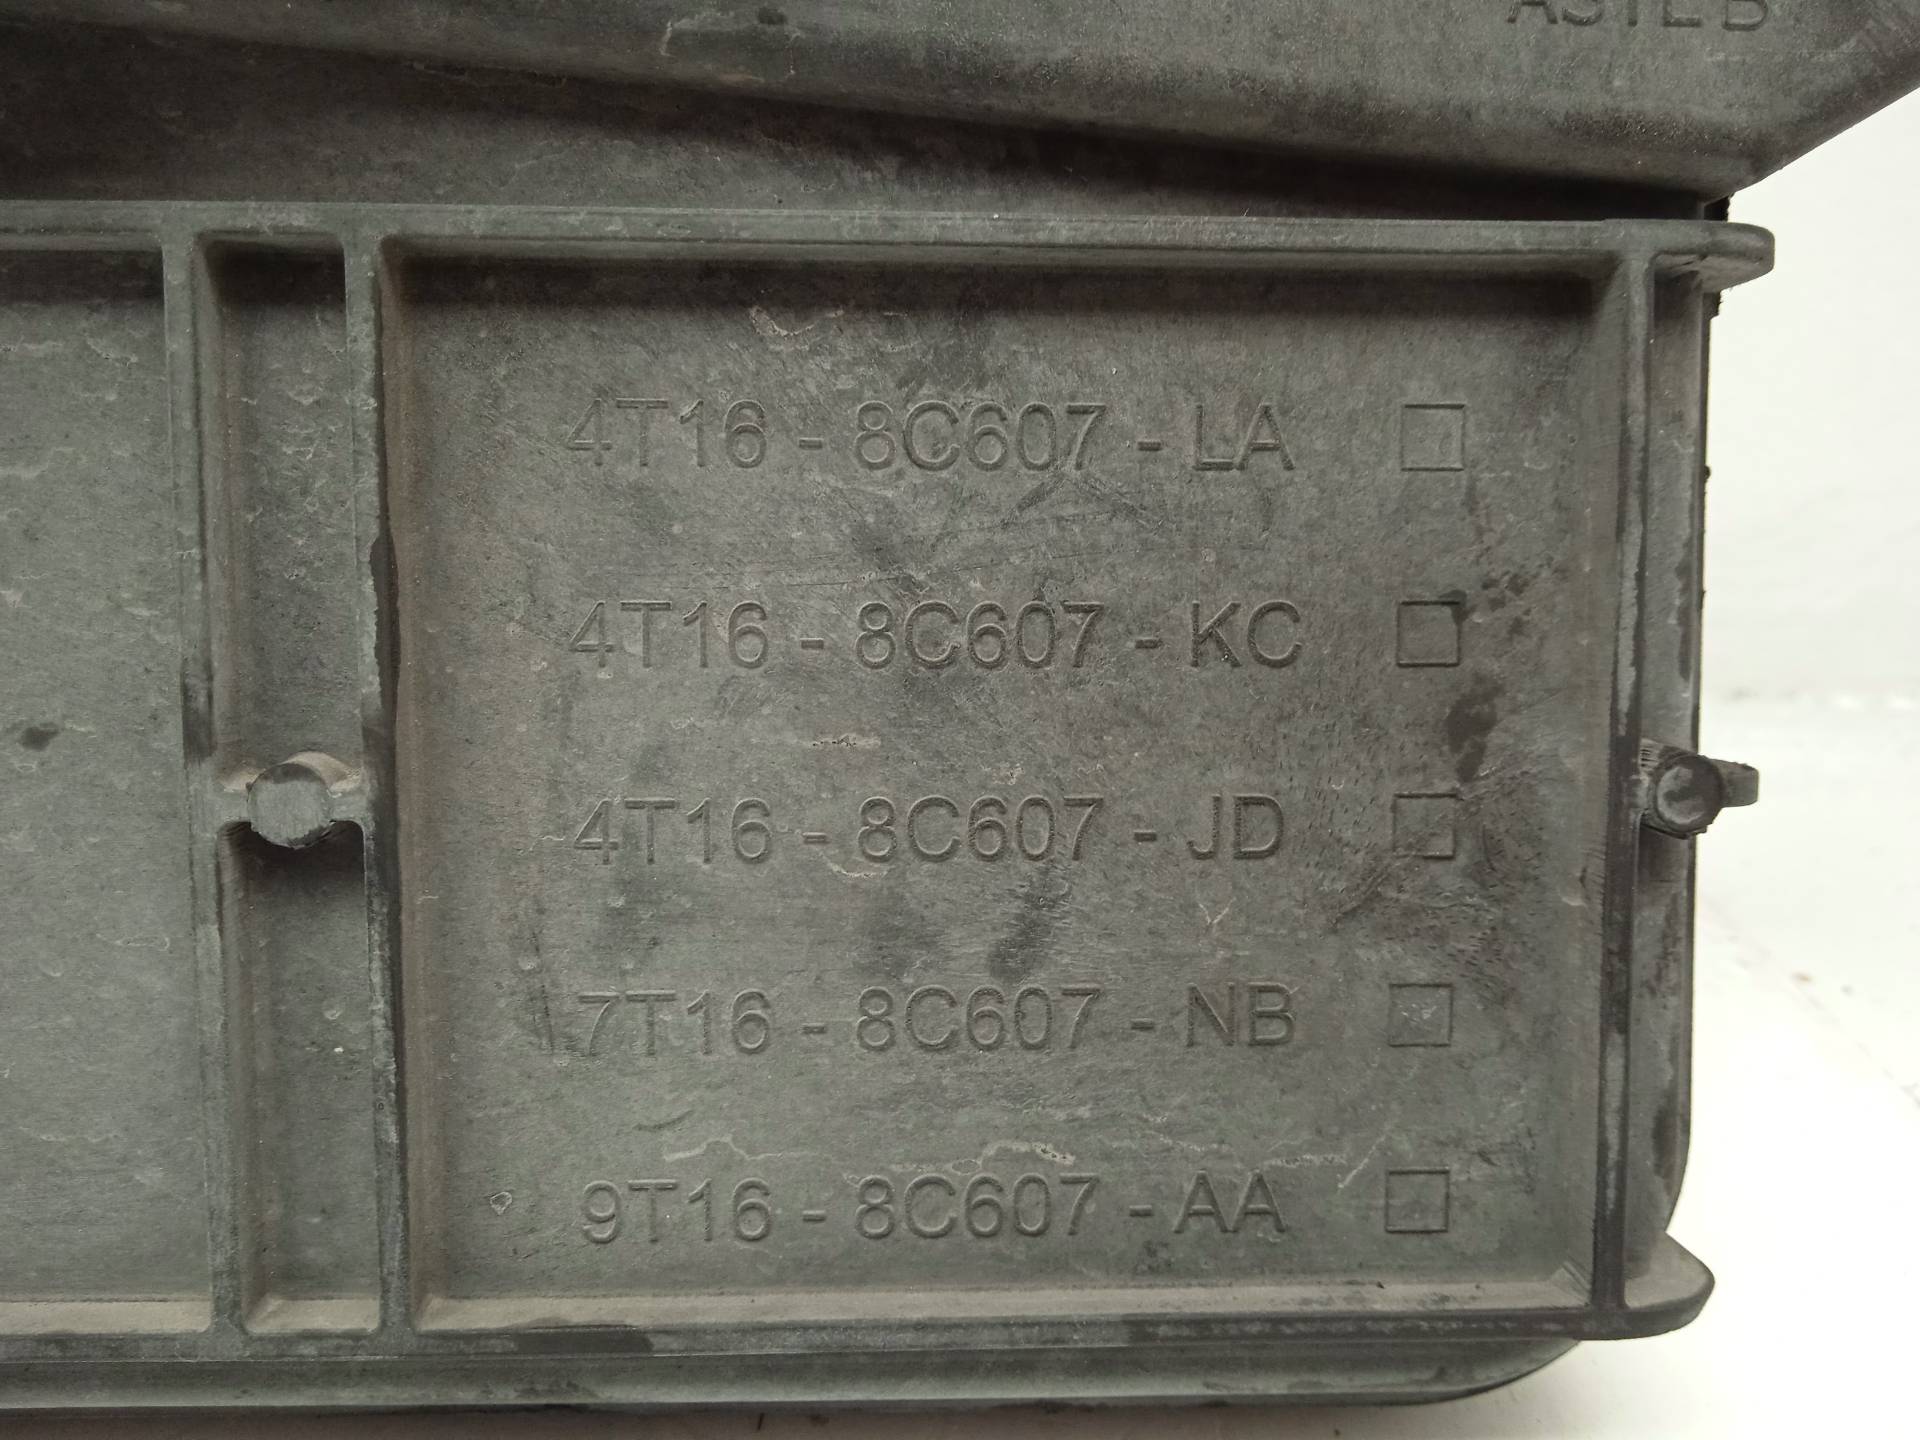 4T16 - 8C607 - LA
4T16 - 8C607 - KC
4T16 - 8C607 - JD
7T16 - 8C607 - NB
9T16 - 8C607 - AA